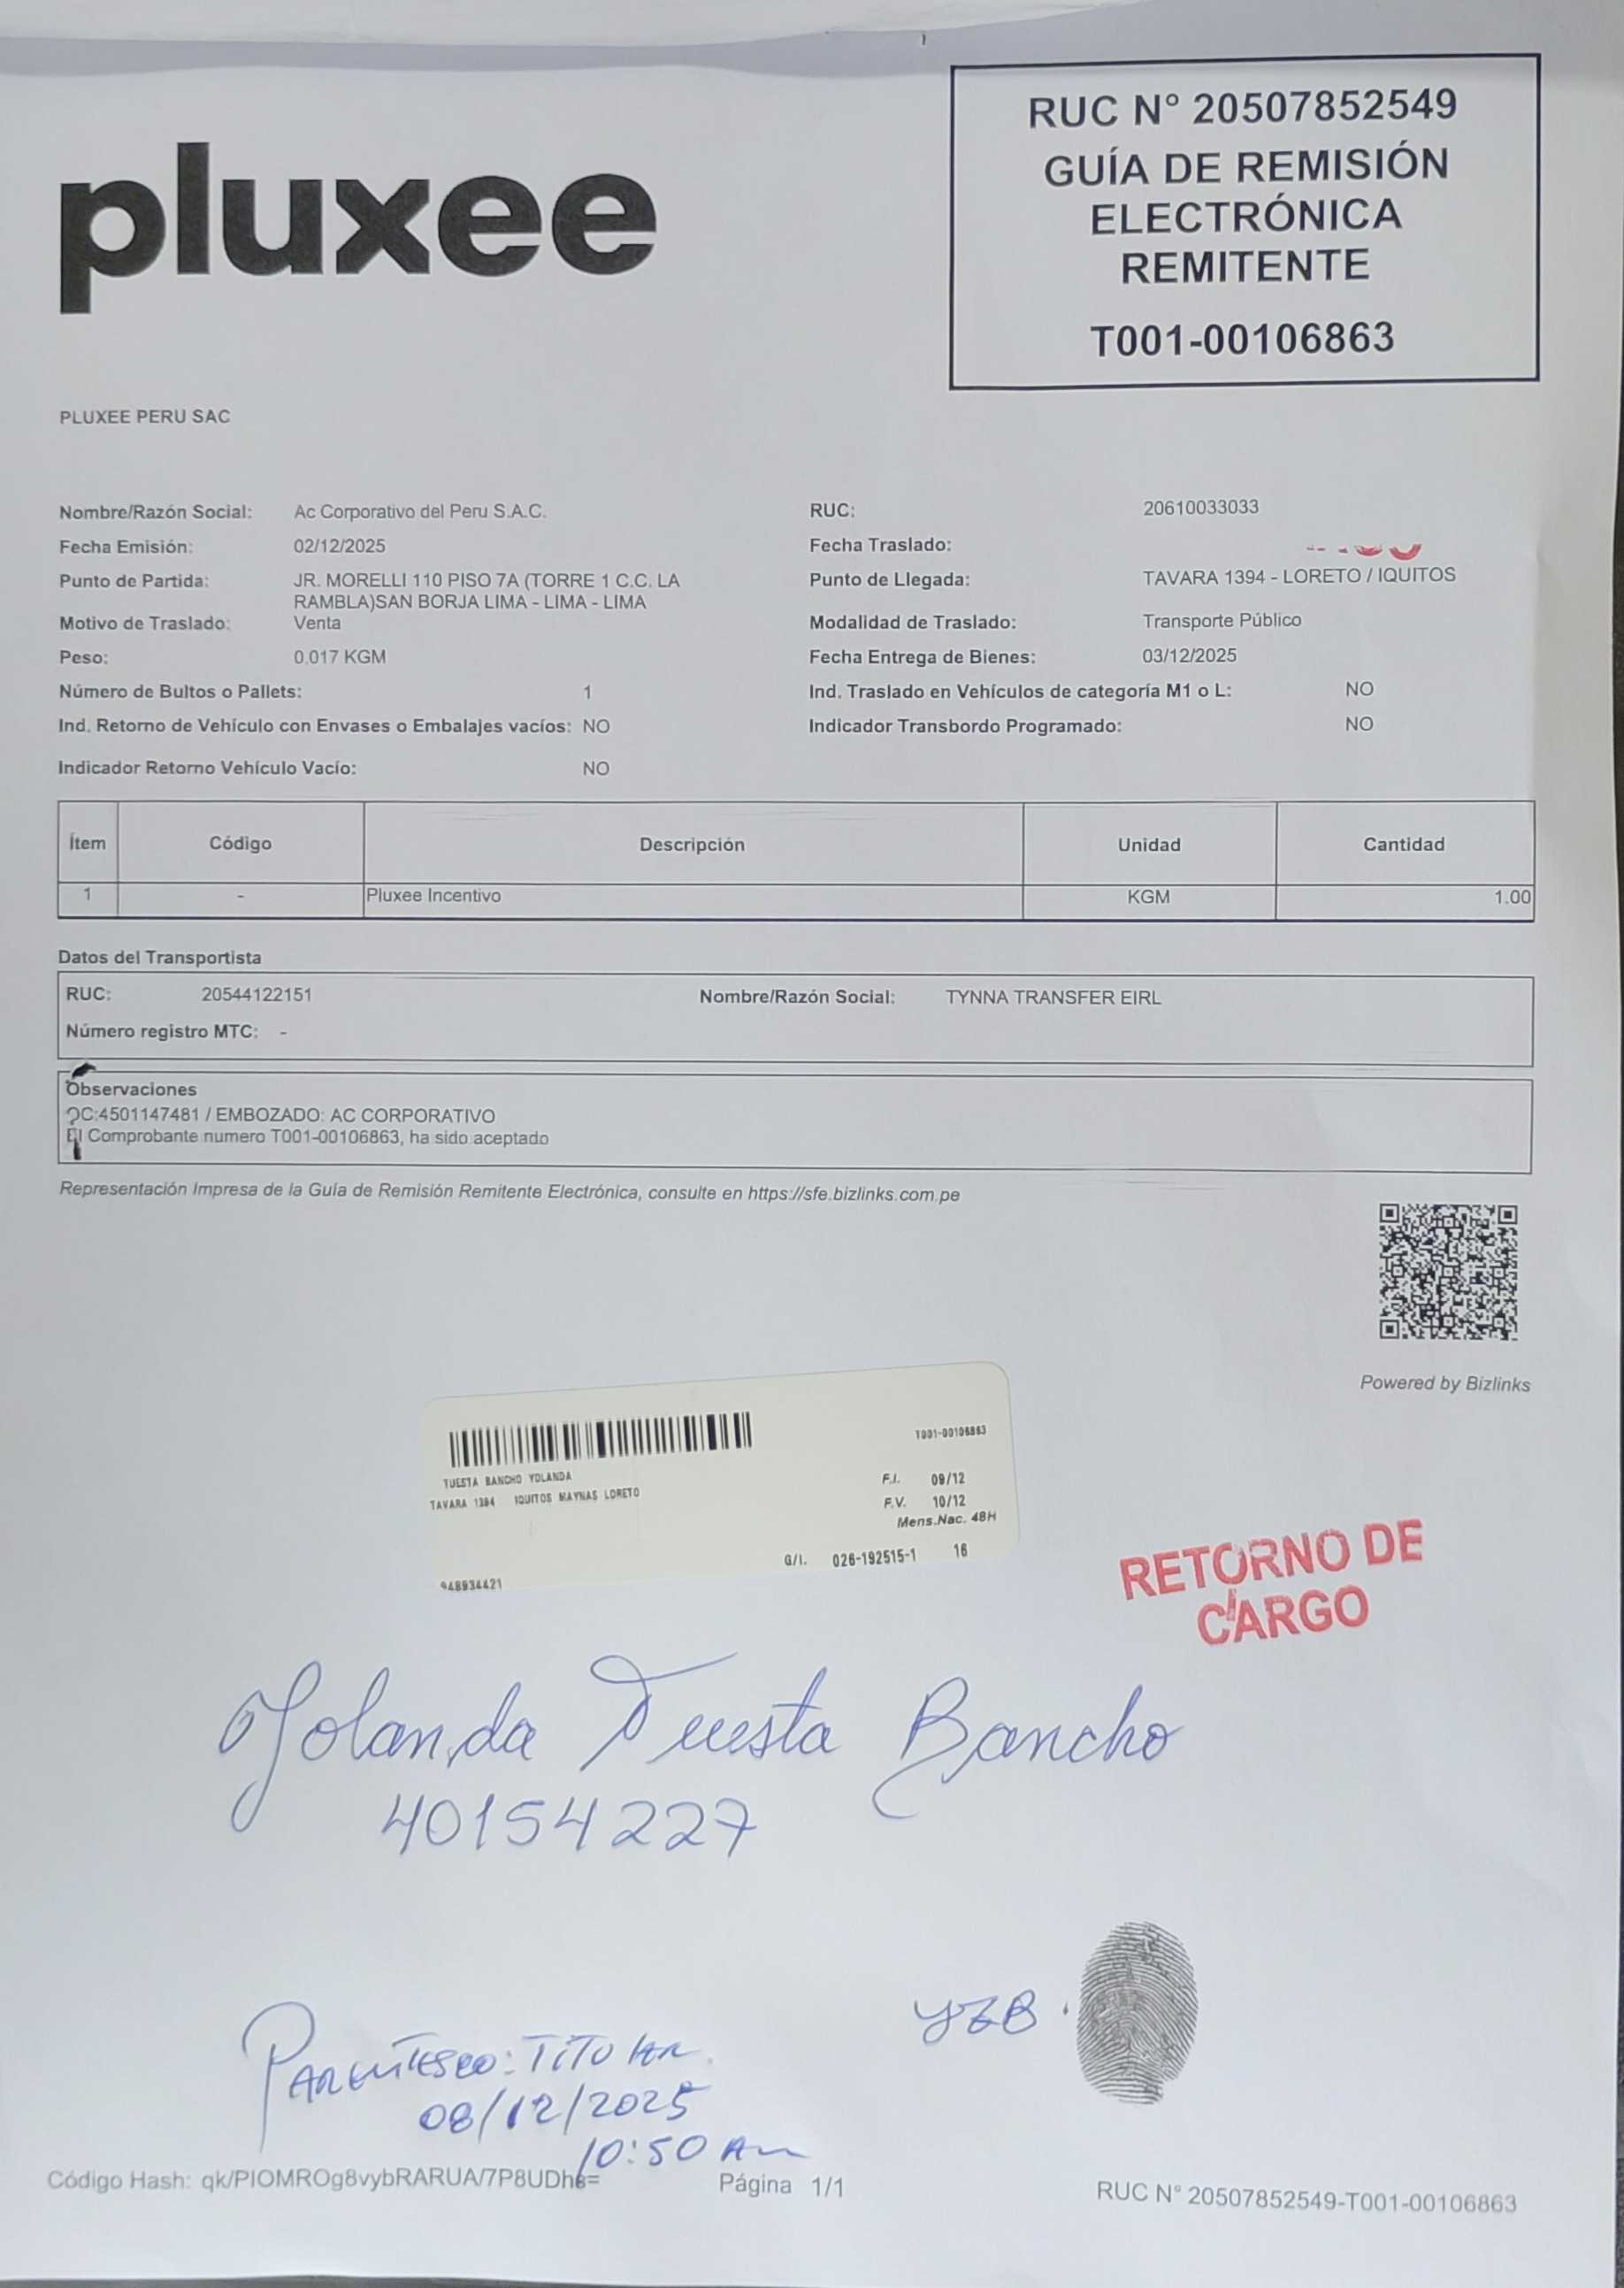 pluxee
RUC N° 20507852549
GUÍA DE REMISIÓN
ELECTRÓNICA
REMITENTE
T001-00106863
PLUXEE PERU SAC
Nombre/Razón Social: Ac Corporativo del Peru S.A.C. RUC: 20610033033
Fecha Emisión: 02/12/2025 Fecha Traslado:
Punto de Partida: JR. MORELLI 110 PISO 7A (TORRE 1 C.C. LA Punto de Llegada: TAVARA 1394 - LORETO / IQUITOS
RAMBLA)SAN BORJA LIMA - LIMA - LIMA
Motivo de Traslado: Venta Modalidad de Traslado: Transporte Público
Peso: 0.017 KGM Fecha Entrega de Bienes: 03/12/2025
Número de Bultos o Pallets: 1 Ind. Traslado en Vehículos de categoría M1 o L: NO
Ind. Retorno de Vehículo con Envases o Embalajes vacíos: NO Indicador Transbordo Programado: NO
Indicador Retorno Vehículo Vacío: NO
Ítem Código Descripción Unidad Cantidad
1 - Pluxee Incentivo KGM 1.00
Datos del Transportista
RUC: 20544122151 Nombre/Razón Social: TYNNA TRANSFER EIRL
Número registro MTC: -
Observaciones
OC:4501147481 / EMBOZADO: AC CORPORATIVO
El Comprobante numero T001-00106863, ha sido aceptado
Representación Impresa de la Guía de Remisión Remitente Electrónica, consulte en https://sfe.bizlinks.com.pe
Powered by Bizlinks
T001-00106863
TUESTA BANCHO YOLANDA
TAVARA 1394 IQUITOS MAYNAS LORETO
F.I. 09/12
F.V. 10/12
Mens.Nac. 48H
G/I. 026-192515-1 16
948934421
RETORNO DE
CARGO
Yolanda Tuesta Bancho
40154227
YZB
PARENTESCO: TITULAR
08/12/2025
10:50 Am
Código Hash: qk/PIOMROg8vybRARUA/7P8UDhs= Página 1/1 RUC N° 20507852549-T001-00106863